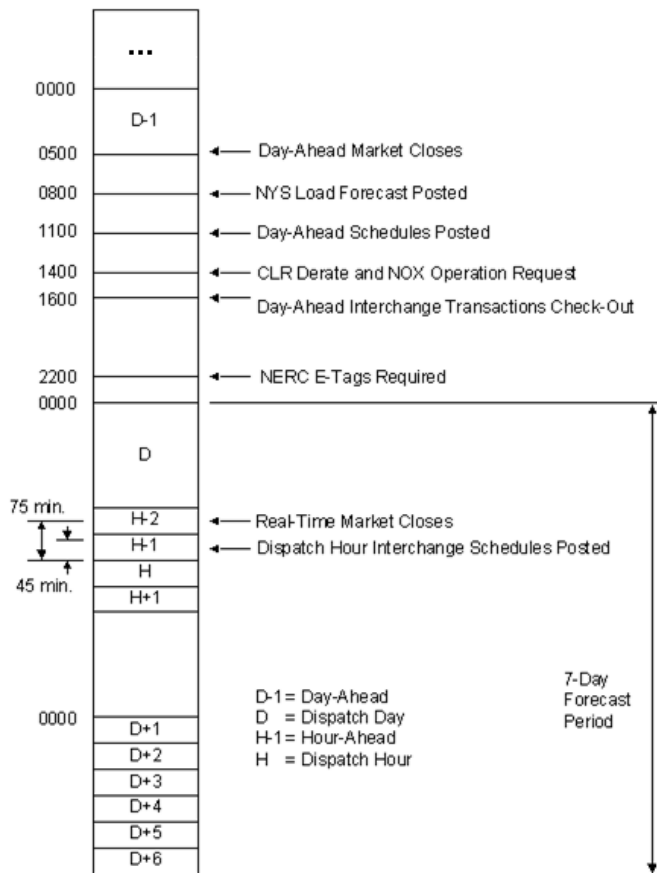 ...
0000
D-1
0500
Day-Ahead Market Closes
0800
NYS Load Forecast Posted
1100
Day-Ahead Schedules Posted
1400
CLR Derate and NOX Operation Request
1600
Day-Ahead Interchange Transactions Check-Out
2200
NERC E-Tags Required
0000
D
75 min.
H-2
Real-Time Market Closes
H-1
Dispatch Hour Interchange Schedules Posted
45 min.
H
H+1
D-1 = Day-Ahead
D = Dispatch Day
H-1 = Hour-Ahead
H = Dispatch Hour
7-Day
Forecast
Period
0000
D+1
D+2
D+3
D+4
D+5
D+6